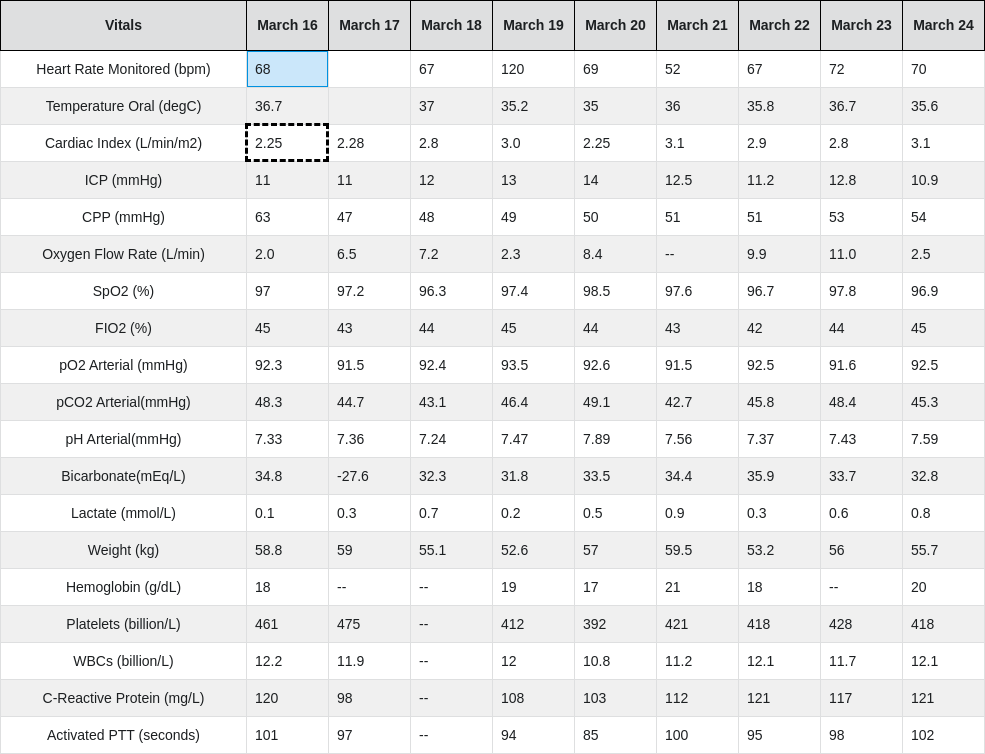 Vitals March 16 March 17 March 18 March 19 March 20 March 21 March 22 March 23 March 24
Heart Rate Monitored (bpm) 68 67 120 69 52 67 72 70
Temperature Oral (degC) 36.7 37 35.2 35 36 35.8 36.7 35.6
Cardiac Index (L/min/m2) 2.25 2.28 2.8 3.0 2.25 3.1 2.9 2.8 3.1
ICP (mmHg) 11 11 12 13 14 12.5 11.2 12.8 10.9
CPP (mmHg) 63 47 48 49 50 51 51 53 54
Oxygen Flow Rate (L/min) 2.0 6.5 7.2 2.3 8.4 -- 9.9 11.0 2.5
SpO2 (%) 97 97.2 96.3 97.4 98.5 97.6 96.7 97.8 96.9
FIO2 (%) 45 43 44 45 44 43 42 44 45
pO2 Arterial (mmHg) 92.3 91.5 92.4 93.5 92.6 91.5 92.5 91.6 92.5
pCO2 Arterial(mmHg) 48.3 44.7 43.1 46.4 49.1 42.7 45.8 48.4 45.3
pH Arterial(mmHg) 7.33 7.36 7.24 7.47 7.89 7.56 7.37 7.43 7.59
Bicarbonate(mEq/L) 34.8 -27.6 32.3 31.8 33.5 34.4 35.9 33.7 32.8
Lactate (mmol/L) 0.1 0.3 0.7 0.2 0.5 0.9 0.3 0.6 0.8
Weight (kg) 58.8 59 55.1 52.6 57 59.5 53.2 56 55.7
Hemoglobin (g/dL) 18 -- -- 19 17 21 18 -- 20
Platelets (billion/L) 461 475 -- 412 392 421 418 428 418
WBCs (billion/L) 12.2 11.9 -- 12 10.8 11.2 12.1 11.7 12.1
C-Reactive Protein (mg/L) 120 98 -- 108 103 112 121 117 121
Activated PTT (seconds) 101 97 -- 94 85 100 95 98 102